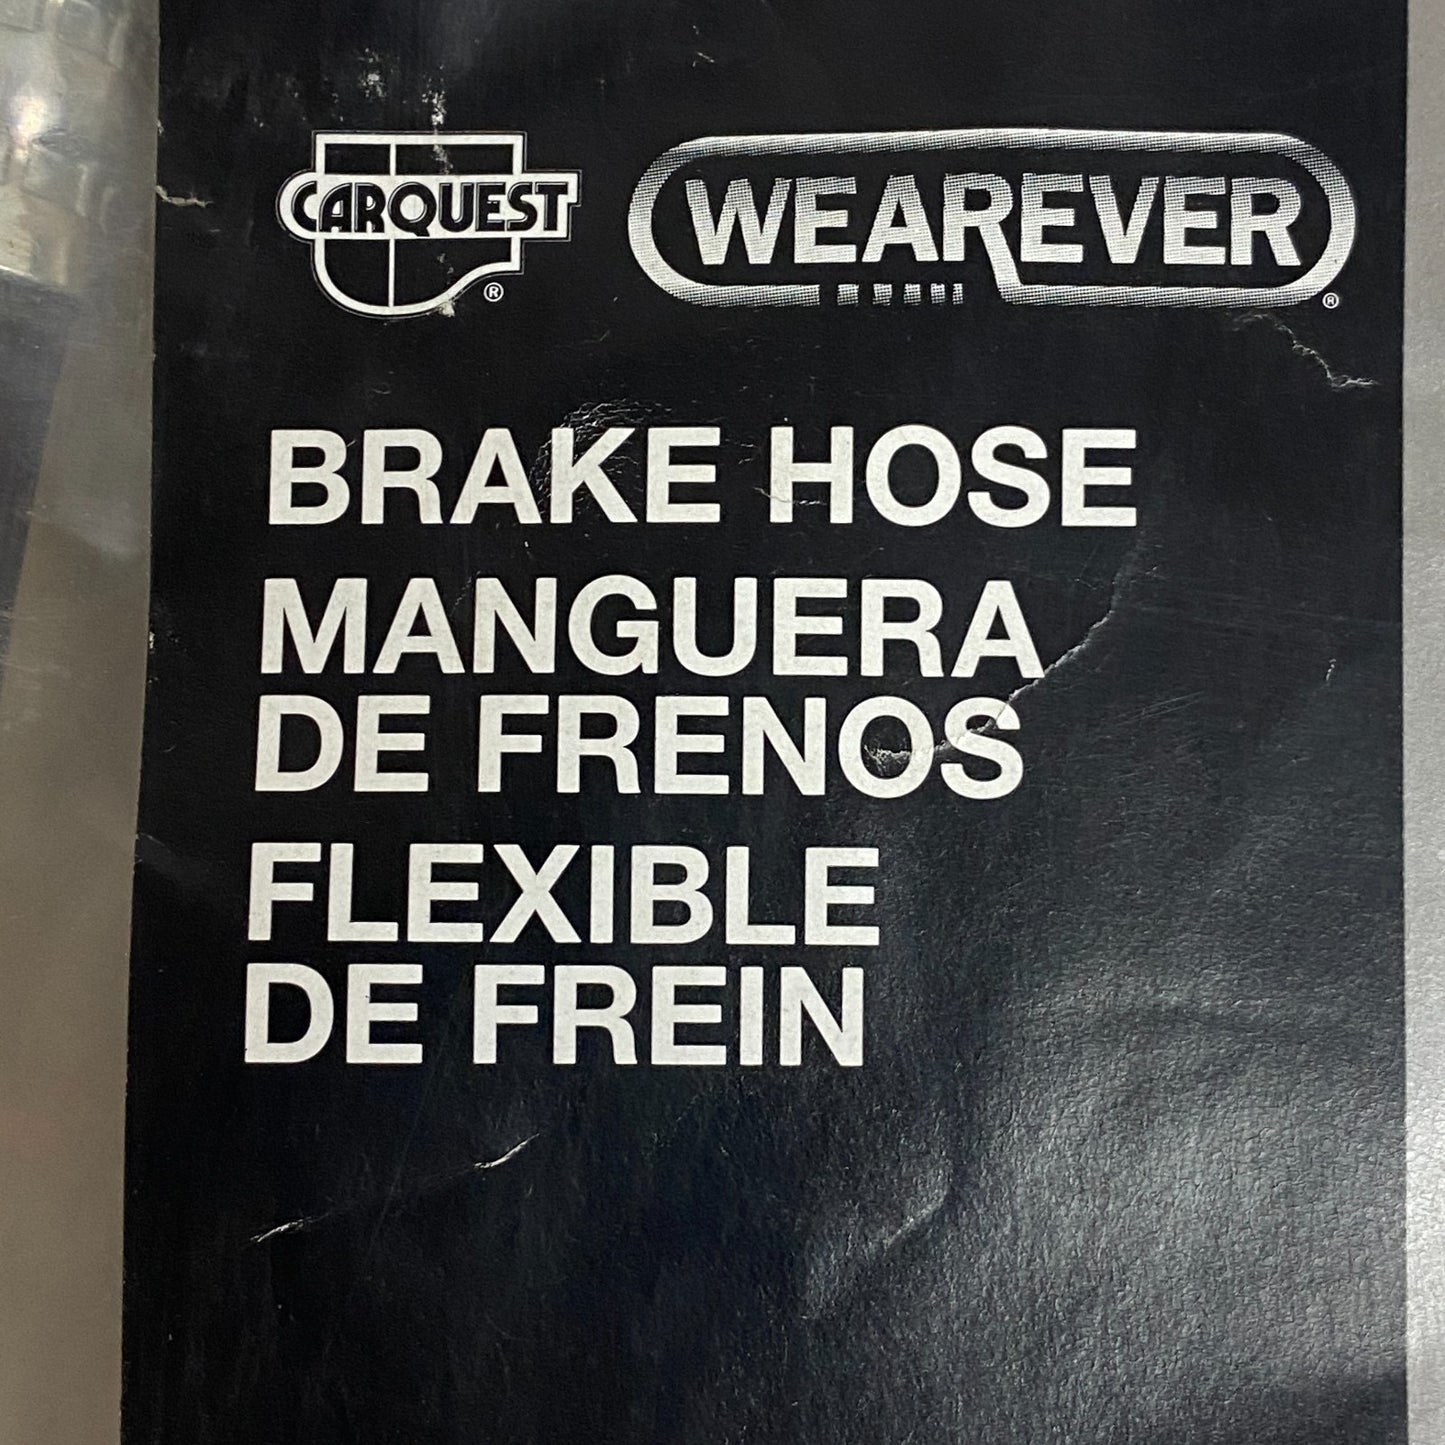 CARQUEST® WEAREVER®
BRAKE HOSE
MANGUERA
DE FRENOS
FLEXIBLE
DE FREIN